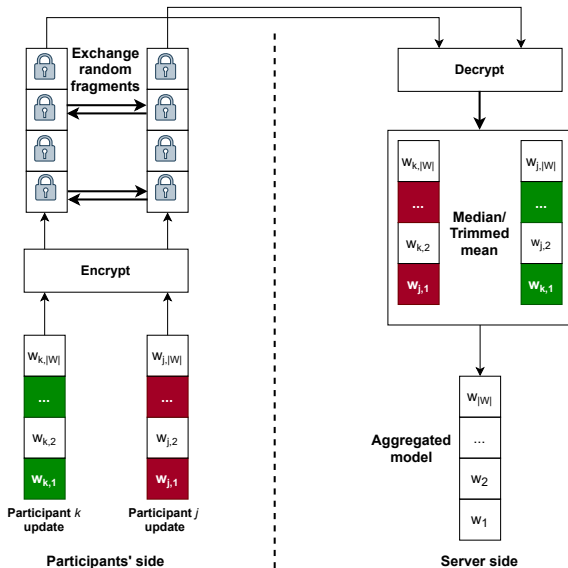 Exchange
random
fragments
Encrypt
w_{k,|W|}
...
w_{k,2}
w_{k,1}
Participant k
update
w_{j,|W|}
...
w_{j,2}
w_{j,1}
Participant j
update
Participants' side
Decrypt
w_{k,|W|}
...
w_{k,2}
w_{j,1}
Median/
Trimmed
mean
w_{j,|W|}
...
w_{j,2}
w_{k,1}
Aggregated
model
w_{|W|}
...
w_2
w_1
Server side